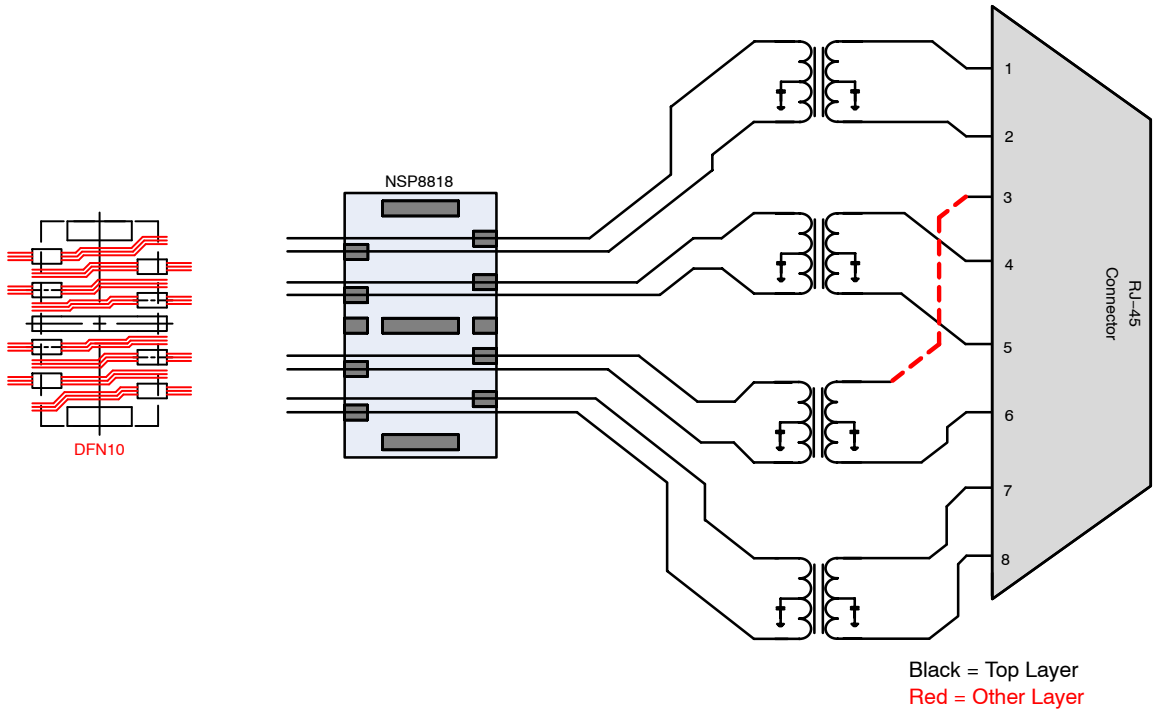 NSP8818
DFN10
1
2
3
4
5
6
7
8
RJ–45
Connector
Black = Top Layer
Red = Other Layer